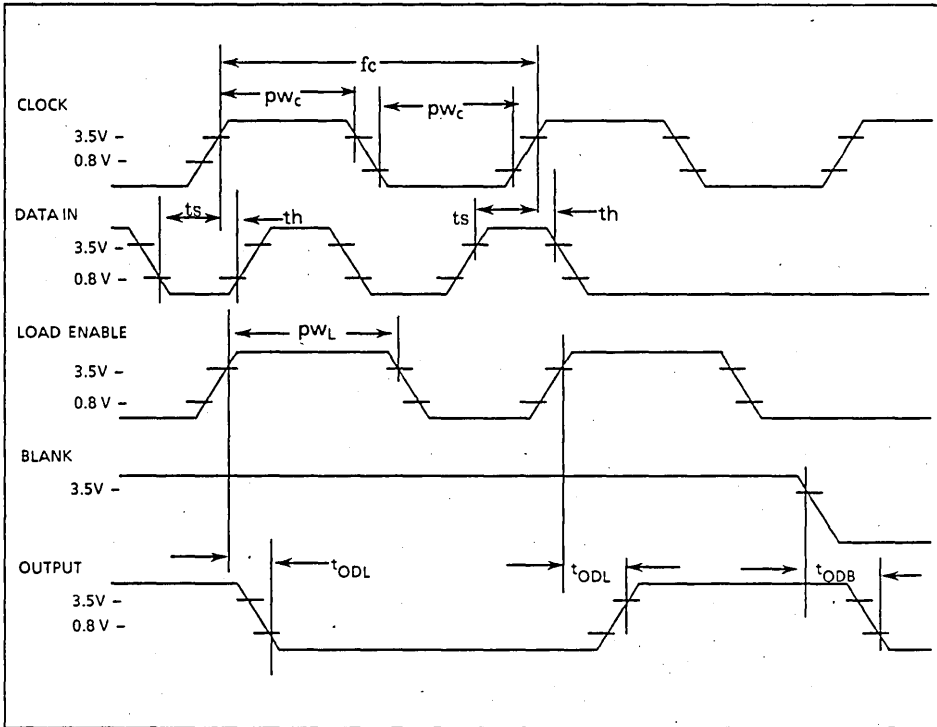 fc
pwc
pwc
CLOCK
3.5V –
0.8 V –
ts
th
ts
th
DATA IN
3.5V –
0.8 V –
LOAD ENABLE
pwL
3.5V –
0.8 V –
BLANK
3.5V –
OUTPUT
tODL
tODL
tODB
3.5V –
0.8 V –